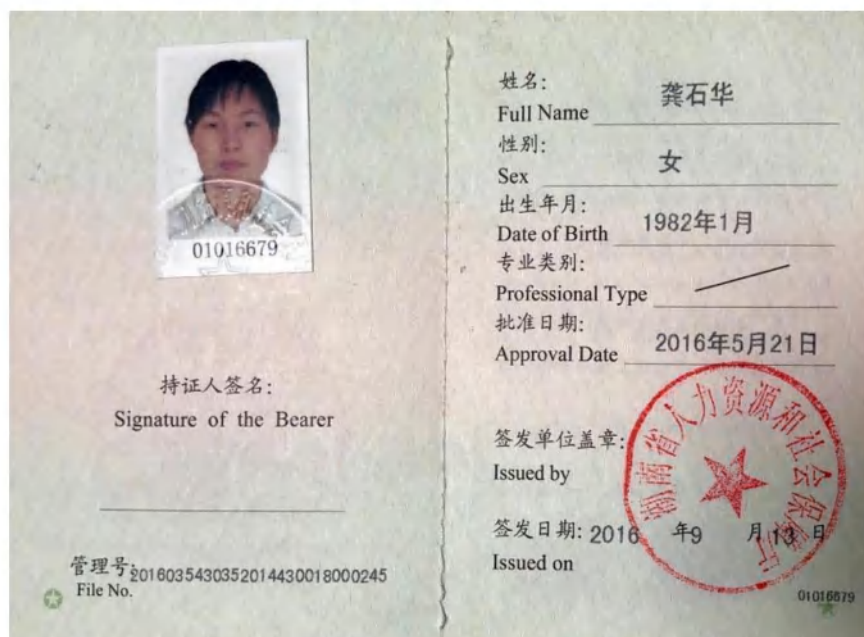 01016679
持证人签名:
Signature of the Bearer
管理号:
File No.
2016035430352014430018000245
姓名:
Full Name
龚石华
性别:
Sex
女
出生年月:
Date of Birth
1982年1月
专业类别:
Professional Type
批准日期:
Approval Date
2016年5月21日
签发单位盖章:
Issued by
湖南省人力资源和社会保障厅
签发日期: 2016 年9 月13 日
Issued on
01016679